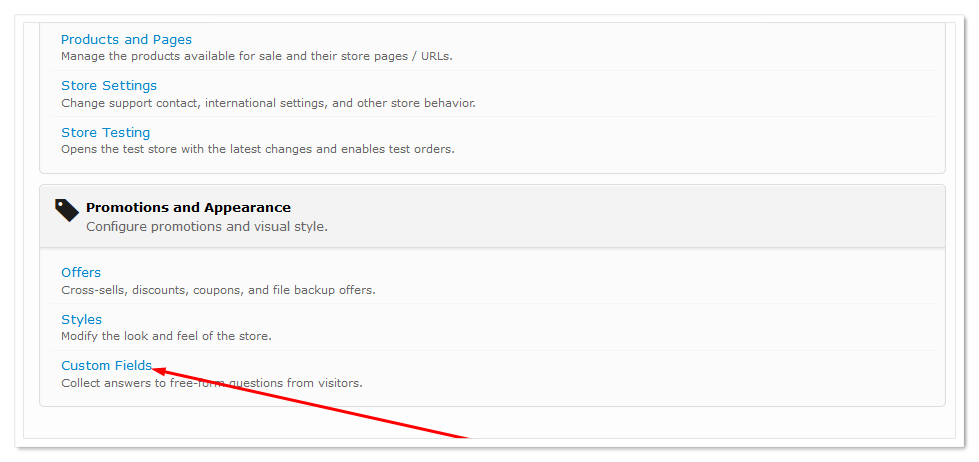 Products and Pages
Manage the products available for sale and their store pages / URLs.
Store Settings
Change support contact, international settings, and other store behavior.
Store Testing
Opens the test store with the latest changes and enables test orders.
Promotions and Appearance
Configure promotions and visual style.
Offers
Cross-sells, discounts, coupons, and file backup offers.
Styles
Modify the look and feel of the store.
Custom Fields
Collect answers to free-form questions from visitors.